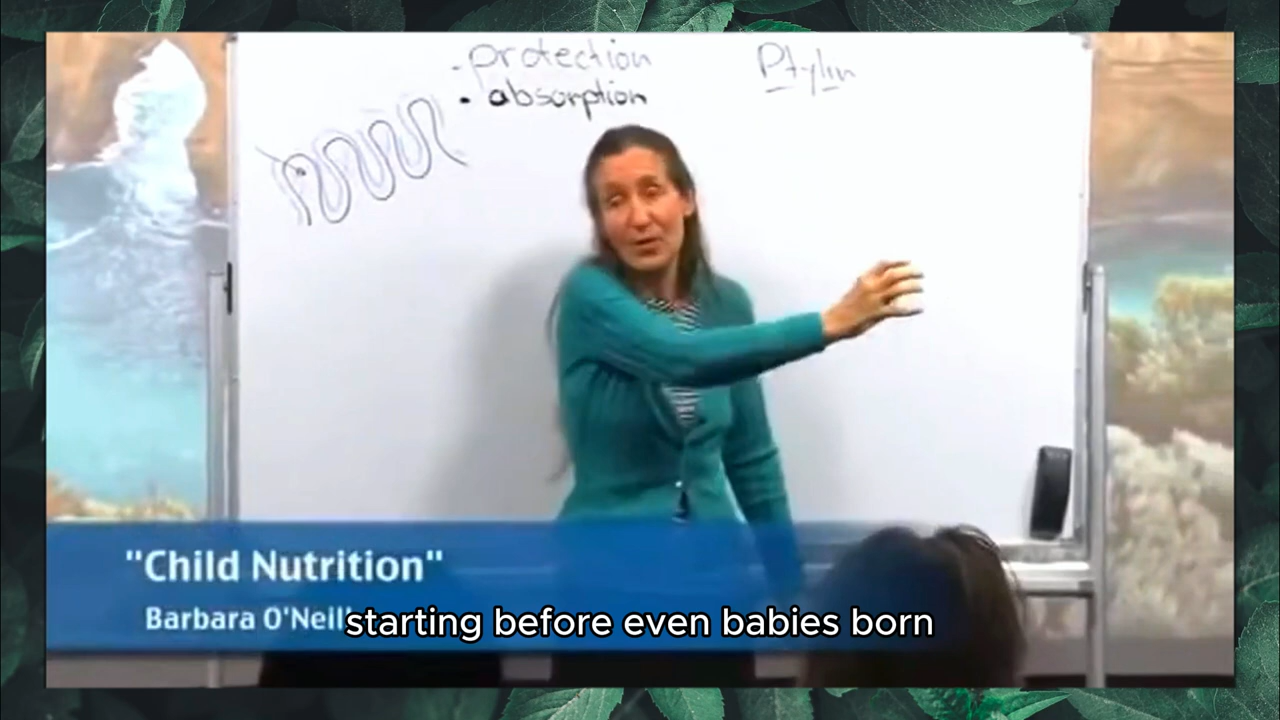 • protection
• absorption
Ptylin
"Child Nutrition"
Barbara O'Neill
starting before even babies born